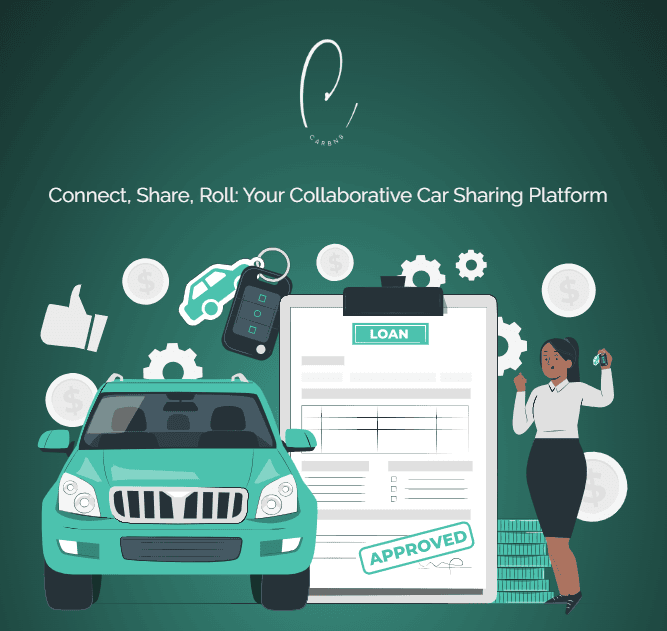 CARBNB
Connect, Share, Roll: Your Collaborative Car Sharing Platform
LOAN
APPROVED